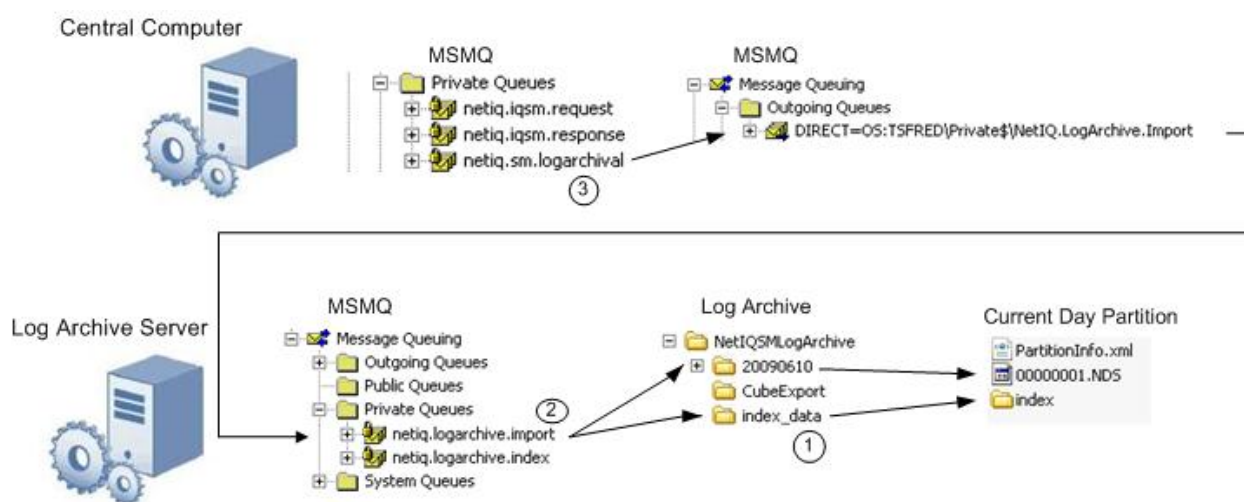 Central Computer
MSMQ
Private Queues
netiq.iqsm.request
netiq.iqsm.response
netiq.sm.logarchival
3
MSMQ
Message Queuing
Outgoing Queues
DIRECT=OS:TSFRED\Private$\NetIQ.LogArchive.Import
Log Archive Server
MSMQ
Message Queuing
Outgoing Queues
Public Queues
Private Queues
netiq.logarchive.import
netiq.logarchive.index
System Queues
2
Log Archive
NetIQSMLogArchive
20090610
CubeExport
index_data
1
Current Day Partition
PartitionInfo.xml
00000001.NDS
index